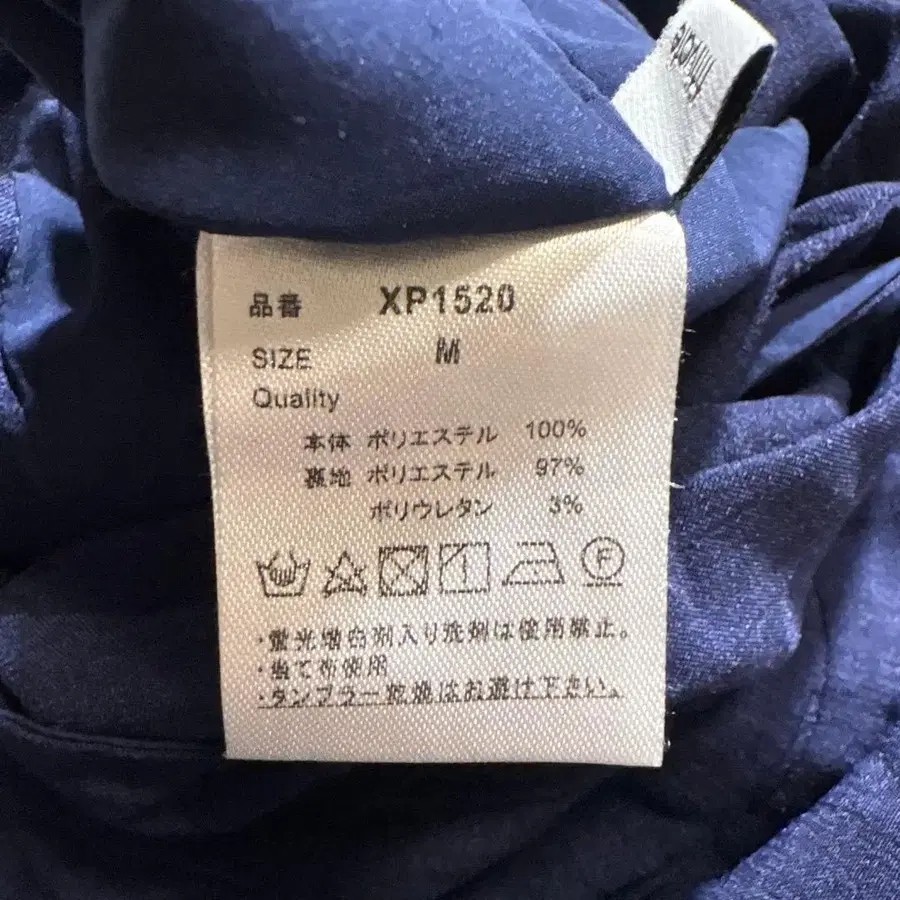 品番 XP1520
SIZE M
Quality
本体 ポリエステル 100%
裏地 ポリエステル 97%
ポリウレタン 3%
F
・蛍光増白剤入り洗剤は使用禁止。
・当て布使用
・タンブラー乾燥はお避け下さい。